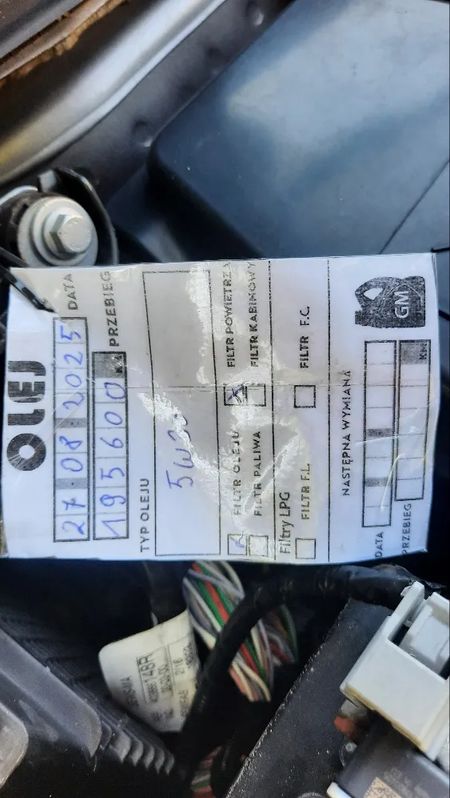 OLEJ
27 08 2025 DATA
195600 KM PRZEBIEG
TYP OLEJU
5W30
FILTR OLEJU FILTR POWIETRZA
FILTR PALIWA FILTR KABINOWY
Filtry LPG
FILTR F.L. FILTR F.C.
NASTĘPNA WYMIANA
DATA
PRZEBIEG KM
GM